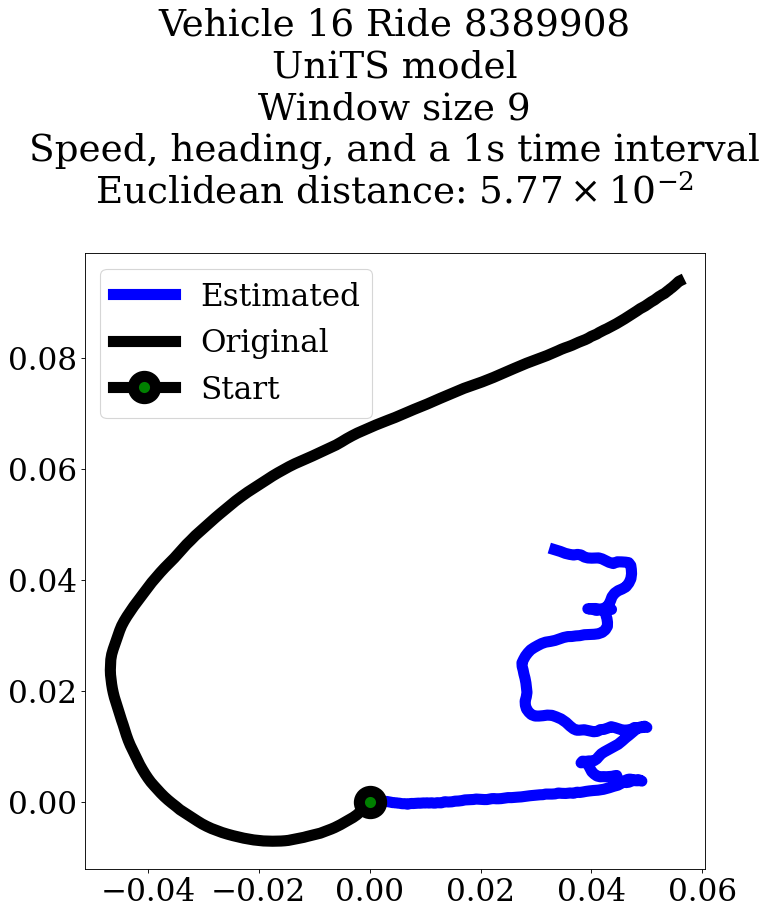 Vehicle 16 Ride 8389908
UniTS model
Window size 9
Speed, heading, and a 1s time interval
Euclidean distance: 5.77 × 10⁻²
Estimated
Original
Start
0.08
0.06
0.04
0.02
0.00
−0.04 −0.02 0.00 0.02 0.04 0.06